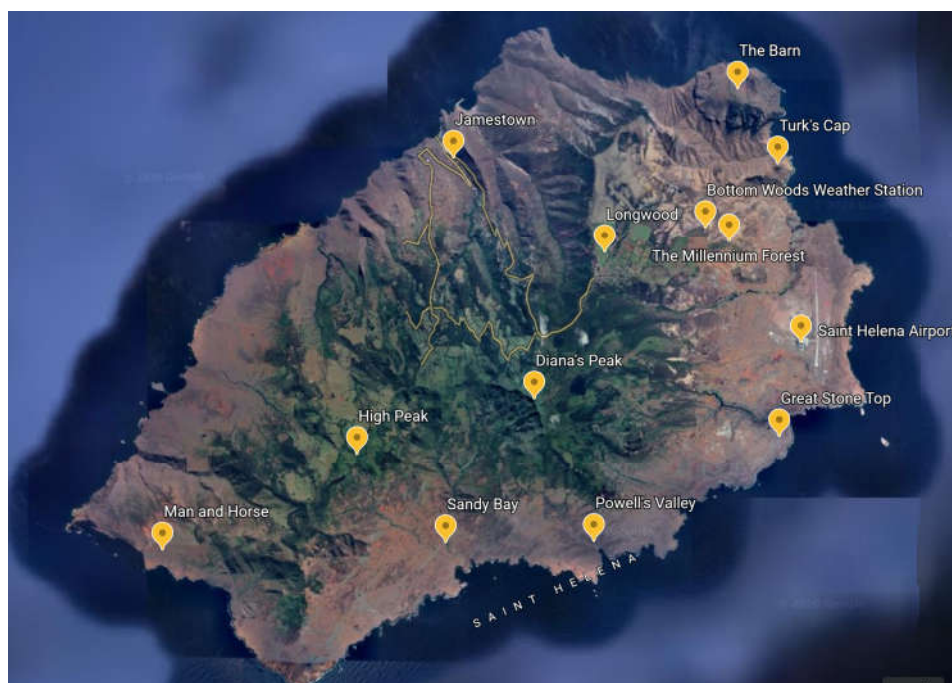 The Barn
Jamestown
Turk's Cap
Bottom Woods Weather Station
Longwood
The Millennium Forest
Saint Helena Airpor
Diana's Peak
Great Stone Top
High Peak
Man and Horse
Sandy Bay
Powell's Valley
SAINT HELENA